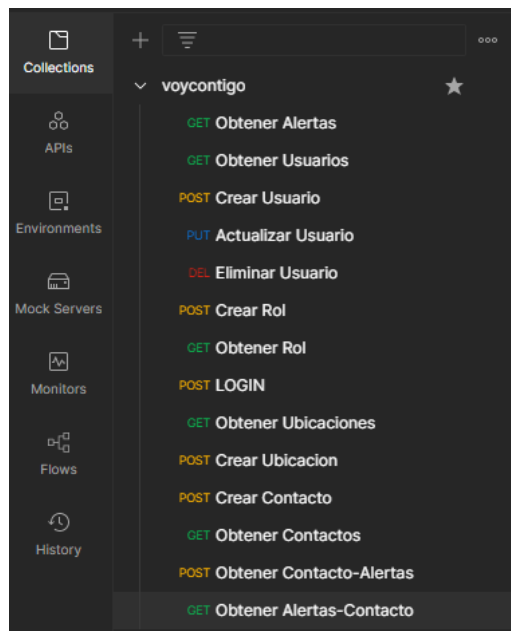 Collections
APIs
Environments
Mock Servers
Monitors
Flows
History
voycontigo
GET Obtener Alertas
GET Obtener Usuarios
POST Crear Usuario
PUT Actualizar Usuario
DEL Eliminar Usuario
POST Crear Rol
GET Obtener Rol
POST LOGIN
GET Obtener Ubicaciones
POST Crear Ubicacion
POST Crear Contacto
GET Obtener Contactos
POST Obtener Contacto-Alertas
GET Obtener Alertas-Contacto